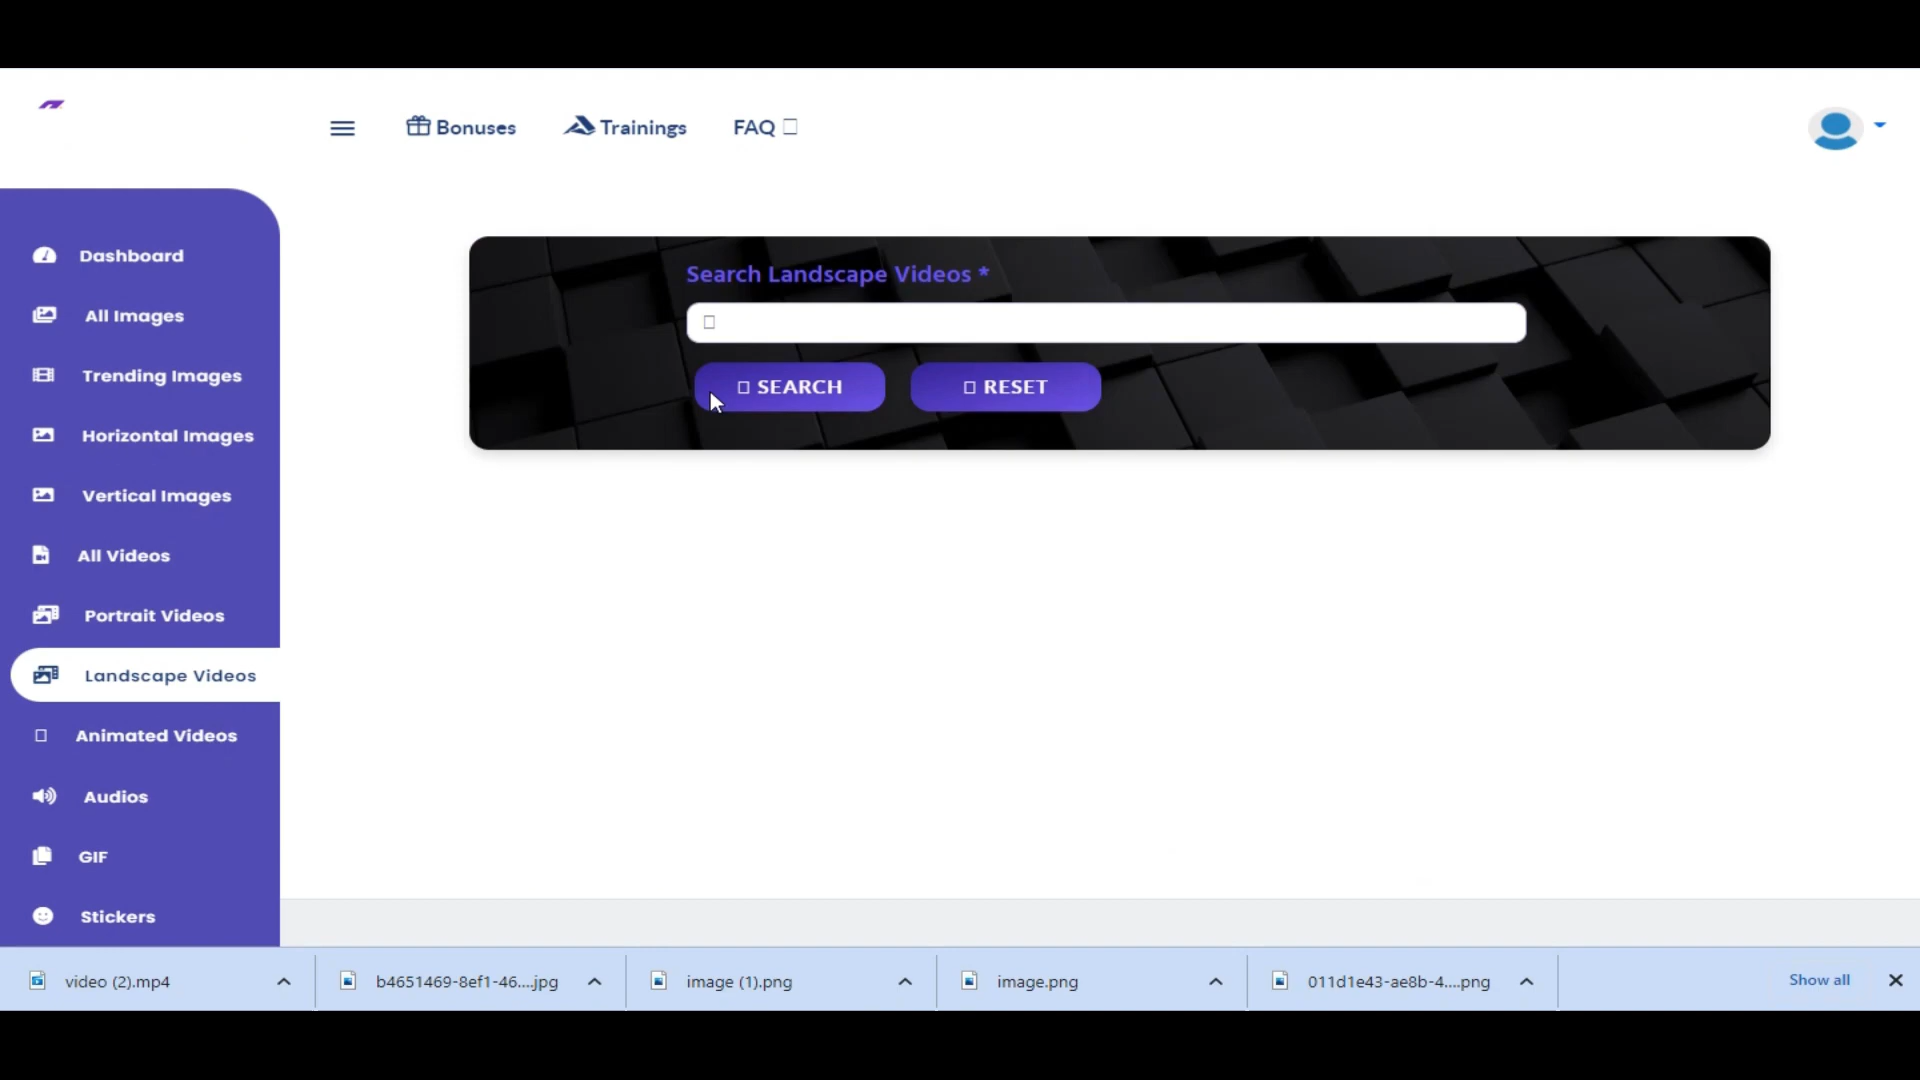 Bonuses
Trainings
FAQ
Dashboard
All Images
Trending Images
Horizontal Images
Vertical Images
All Videos
Portrait Videos
Landscape Videos
Animated Videos
Audios
GIF
Stickers
Search Landscape Videos *
SEARCH
RESET
video (2).mp4
b4651469-8ef1-46....jpg
image (1).png
image.png
011d1e43-ae8b-4....png
Show all